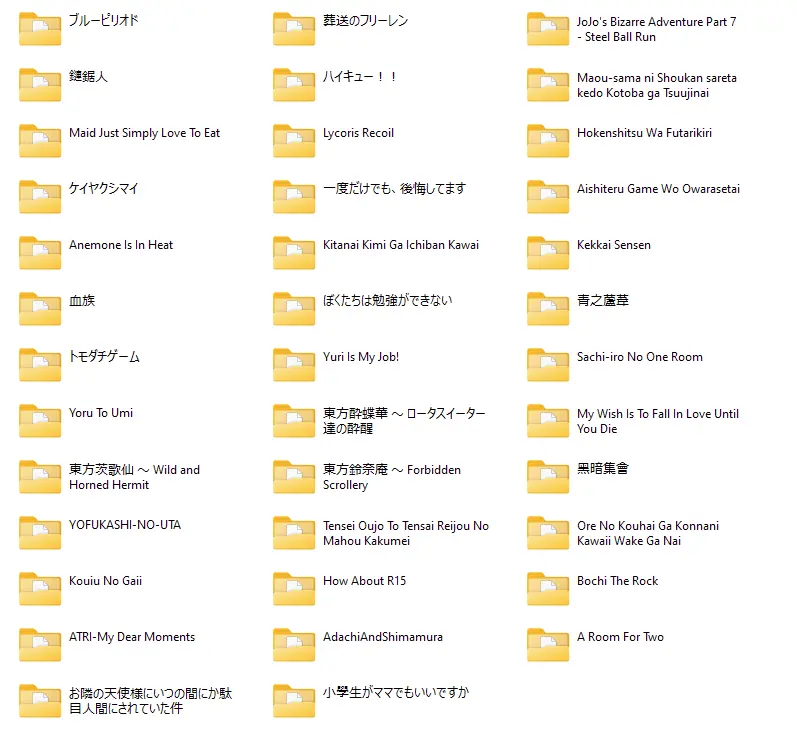 ブルーピリオド
葬送のフリーレン
JoJo's Bizarre Adventure Part 7
- Steel Ball Run
鏈鋸人
ハイキュー！！
Maou-sama ni Shoukan sareta
kedo Kotoba ga Tsuujinai
Maid Just Simply Love To Eat
Lycoris Recoil
Hokenshitsu Wa Futarikiri
ケイヤクシマイ
一度だけでも、後悔してます
Aishiteru Game Wo Owarasetai
Anemone Is In Heat
Kitanai Kimi Ga Ichiban Kawai
Kekkai Sensen
血族
ぼくたちは勉強ができない
青之蘆葦
トモダチゲーム
Yuri Is My Job!
Sachi-iro No One Room
Yoru To Umi
東方酔蝶華 ～ ロータスイーター
達の酔醒
My Wish Is To Fall In Love Until
You Die
東方茨歌仙 ～ Wild and
Horned Hermit
東方鈴奈庵 ～ Forbidden
Scrollery
黑暗集會
YOFUKASHI-NO-UTA
Tensei Oujo To Tensai Reijou No
Mahou Kakumei
Ore No Kouhai Ga Konnani
Kawaii Wake Ga Nai
Kouiu No Gaii
How About R15
Bochi The Rock
ATRI-My Dear Moments
AdachiAndShimamura
A Room For Two
お隣の天使様にいつの間にか駄
目人間にされていた件
小學生がママでもいいですか